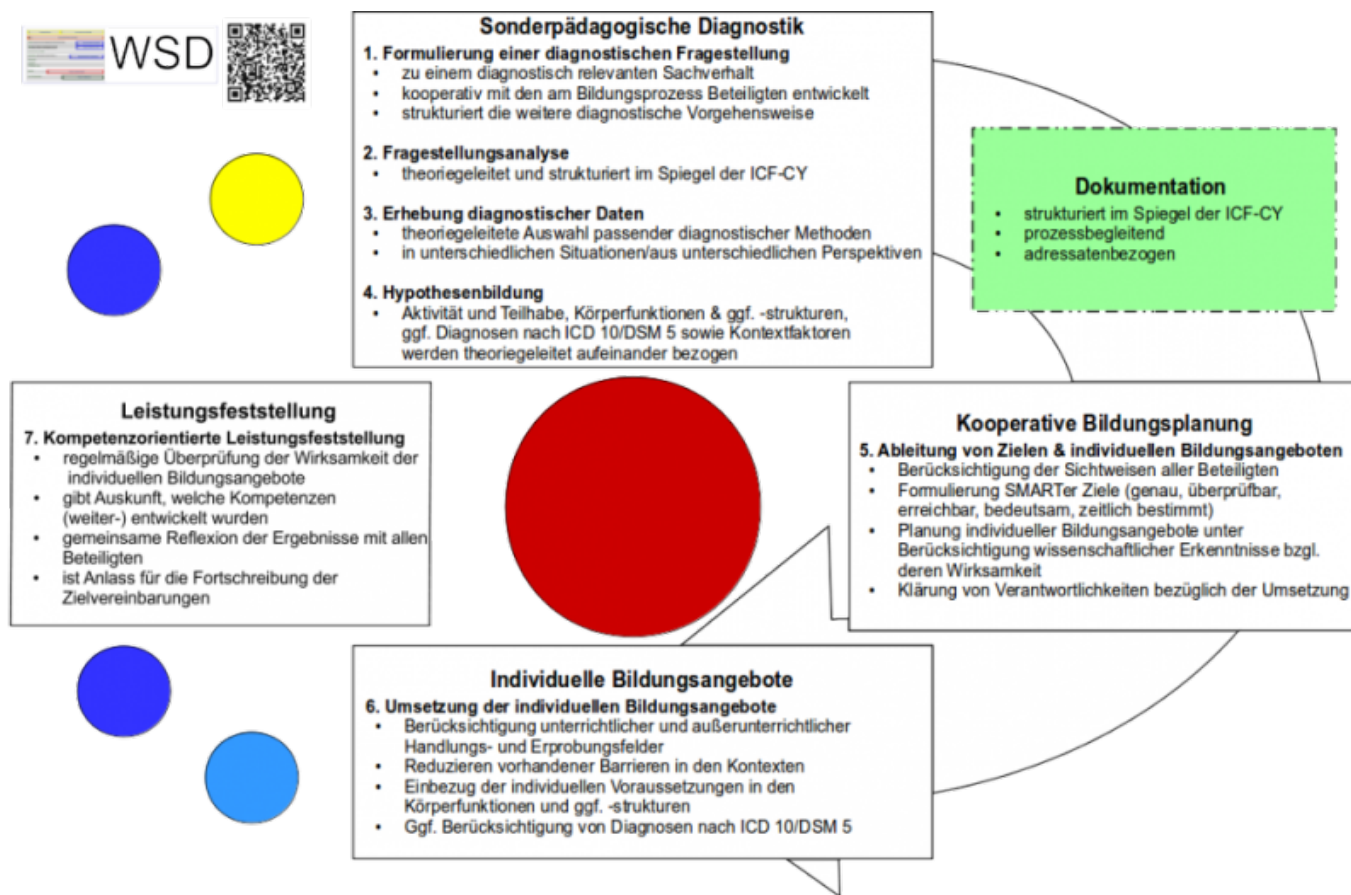 WSD
Sonderpädagogische Diagnostik
1. Formulierung einer diagnostischen Fragestellung
• zu einem diagnostisch relevanten Sachverhalt
• kooperativ mit den am Bildungsprozess Beteiligten entwickelt
• strukturiert die weitere diagnostische Vorgehensweise
2. Fragestellungsanalyse
• theoriegeleitet und strukturiert im Spiegel der ICF-CY
3. Erhebung diagnostischer Daten
• theoriegeleitete Auswahl passender diagnostischer Methoden
• in unterschiedlichen Situationen/aus unterschiedlichen Perspektiven
4. Hypothesenbildung
• Aktivität und Teilhabe, Körperfunktionen & ggf. -strukturen,
ggf. Diagnosen nach ICD 10/DSM 5 sowie Kontextfaktoren
werden theoriegeleitet aufeinander bezogen
Dokumentation
• strukturiert im Spiegel der ICF-CY
• prozessbegleitend
• adressatenbezogen
Leistungsfeststellung
7. Kompetenzorientierte Leistungsfeststellung
• regelmäßige Überprüfung der Wirksamkeit der
individuellen Bildungsangebote
• gibt Auskunft, welche Kompetenzen
(weiter-) entwickelt wurden
• gemeinsame Reflexion der Ergebnisse mit allen
Beteiligten
• ist Anlass für die Fortschreibung der
Zielvereinbarungen
Kooperative Bildungsplanung
5. Ableitung von Zielen & individuellen Bildungsangeboten
• Berücksichtigung der Sichtweisen aller Beteiligten
• Formulierung SMARTer Ziele (genau, überprüfbar,
erreichbar, bedeutsam, zeitlich bestimmt)
• Planung individueller Bildungsangebote unter
Berücksichtigung wissenschaftlicher Erkenntnisse bzgl.
deren Wirksamkeit
• Klärung von Verantwortlichkeiten bezüglich der Umsetzung
Individuelle Bildungsangebote
6. Umsetzung der individuellen Bildungsangebote
• Berücksichtigung unterrichtlicher und außerunterrichtlicher
Handlungs- und Erprobungsfelder
• Reduzieren vorhandener Barrieren in den Kontexten
• Einbezug der individuellen Voraussetzungen in den
Körperfunktionen und ggf. -strukturen
• Ggf. Berücksichtigung von Diagnosen nach ICD 10/DSM 5